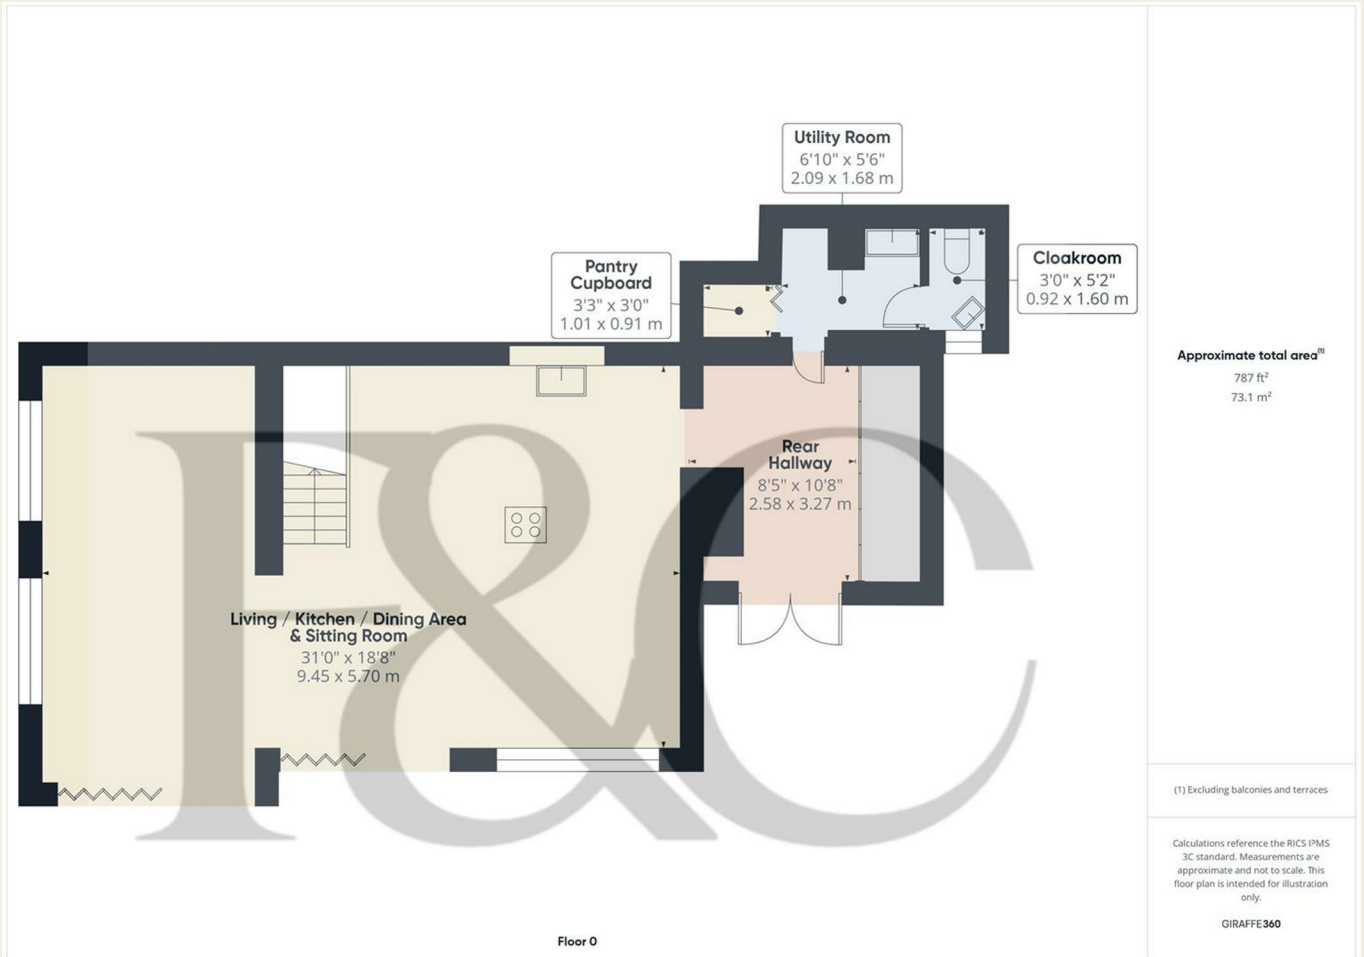 Utility Room
6'10" x 5'6"
2.09 x 1.68 m
Pantry
Cupboard
3'3" x 3'0"
1.01 x 0.91 m
Cloakroom
3'0" x 5'2"
0.92 x 1.60 m
Rear
Hallway
8'5" x 10'8"
2.58 x 3.27 m
Living / Kitchen / Dining Area
& Sitting Room
31'0" x 18'8"
9.45 x 5.70 m
F&C
Floor 0
Approximate total area(1)
787 ft²
73.1 m²
(1) Excluding balconies and terraces
Calculations reference the RICS IPMS
3C standard. Measurements are
approximate and not to scale. This
floor plan is intended for illustration
only.
GIRAFFE360